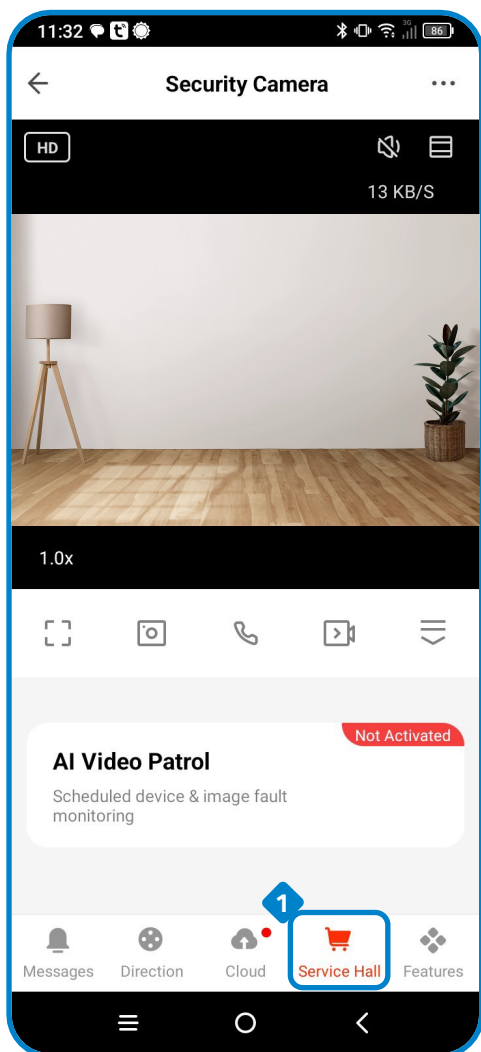 11:32
3G
86
Security Camera
HD
13 KB/S
1.0x
Not Activated
AI Video Patrol
Scheduled device & image fault
monitoring
1
Messages Direction Cloud Service Hall Features